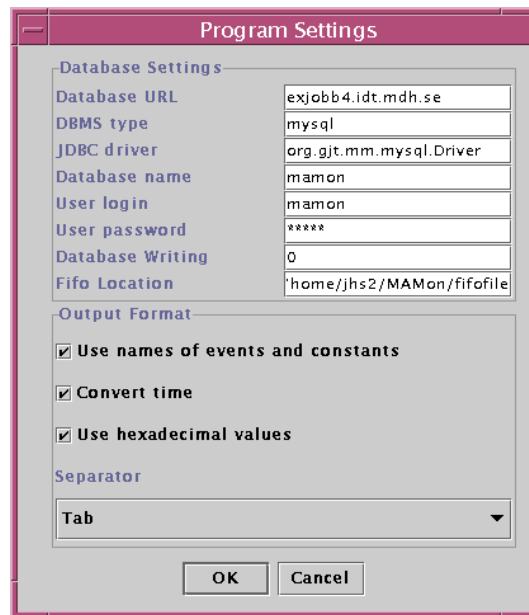 Program Settings
Database Settings
Database URL exjobb4.idt.mdh.se
DBMS type mysql
JDBC driver org.gjt.mm.mysql.Driver
Database name mamon
User login mamon
User password *****
Database Writing 0
Fifo Location 'home/jhs2/MAMon/fifofile
Output Format
Use names of events and constants
Convert time
Use hexadecimal values
Separator
Tab
OK Cancel